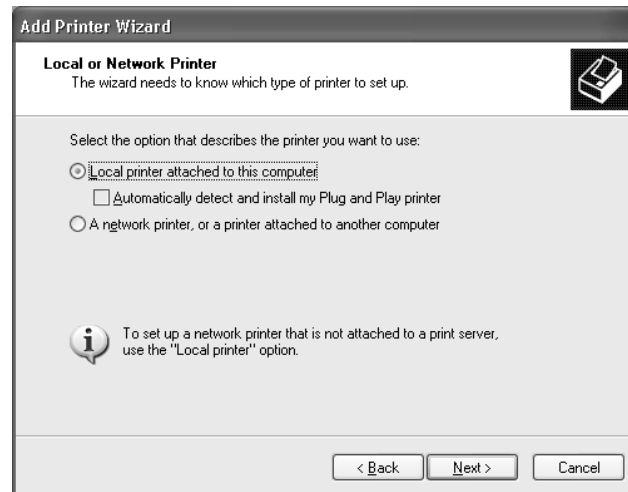 Add Printer Wizard
Local or Network Printer
The wizard needs to know which type of printer to set up.
Select the option that describes the printer you want to use:
Local printer attached to this computer
Automatically detect and install my Plug and Play printer
A network printer, or a printer attached to another computer
To set up a network printer that is not attached to a print server,
use the "Local printer" option.
< Back
Next >
Cancel